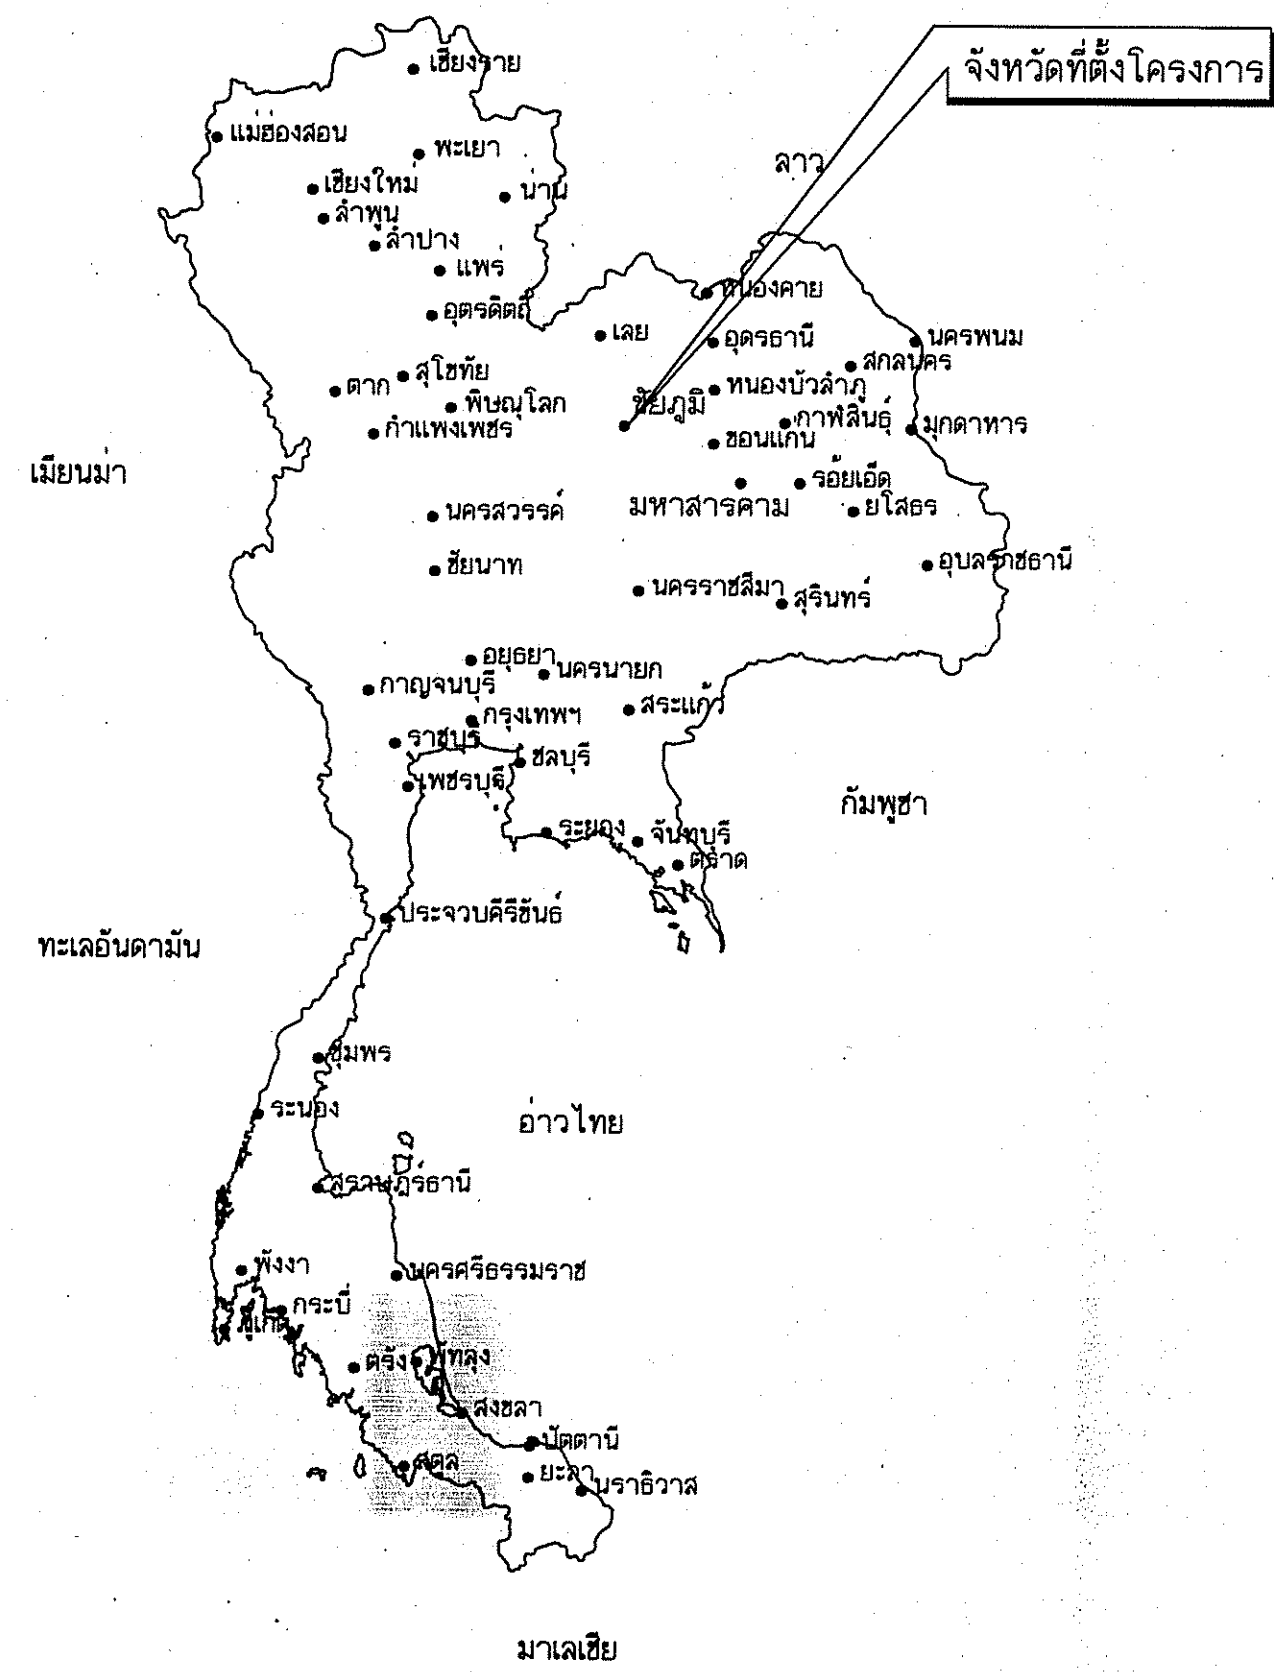 เชียงราย
จังหวัดที่ตั้งโครงการ
แม่ฮ่องสอน
พะเยา
ลาว
เชียงใหม่
น่าน
ลำพูน
ลำปาง
แพร่
หนองคาย
อุตรดิตถ์
เลย
อุดรธานี
นครพนม
สกลนคร
สุโขทัย
ตาก
หนองบัวลำภู
พิษณุโลก
ชัยภูมิ
กาฬสินธุ์
กำแพงเพชร
มุกดาหาร
ขอนแก่น
เมียนม่า
ร้อยเอ็ด
มหาสารคาม
นครสวรรค์
ยโสธร
ชัยนาท
อุบลราชธานี
นครราชสีมา
สุรินทร์
อยุธยา
นครนายก
กาญจนบุรี
สระแก้ว
กรุงเทพฯ
ราชบุรี
ชลบุรี
เพชรบุรี
กัมพูชา
ระยอง
จันทบุรี
ตราด
ประจวบคีรีขันธ์
ทะเลอันดามัน
ชุมพร
ระนอง
อ่าวไทย
สุราษฎร์ธานี
พังงา
นครศรีธรรมราช
กระบี่
ภูเก็ต
ตรัง
พัทลุง
สงขลา
ปัตตานี
สตูล
ยะลา
นราธิวาส
มาเลเซีย